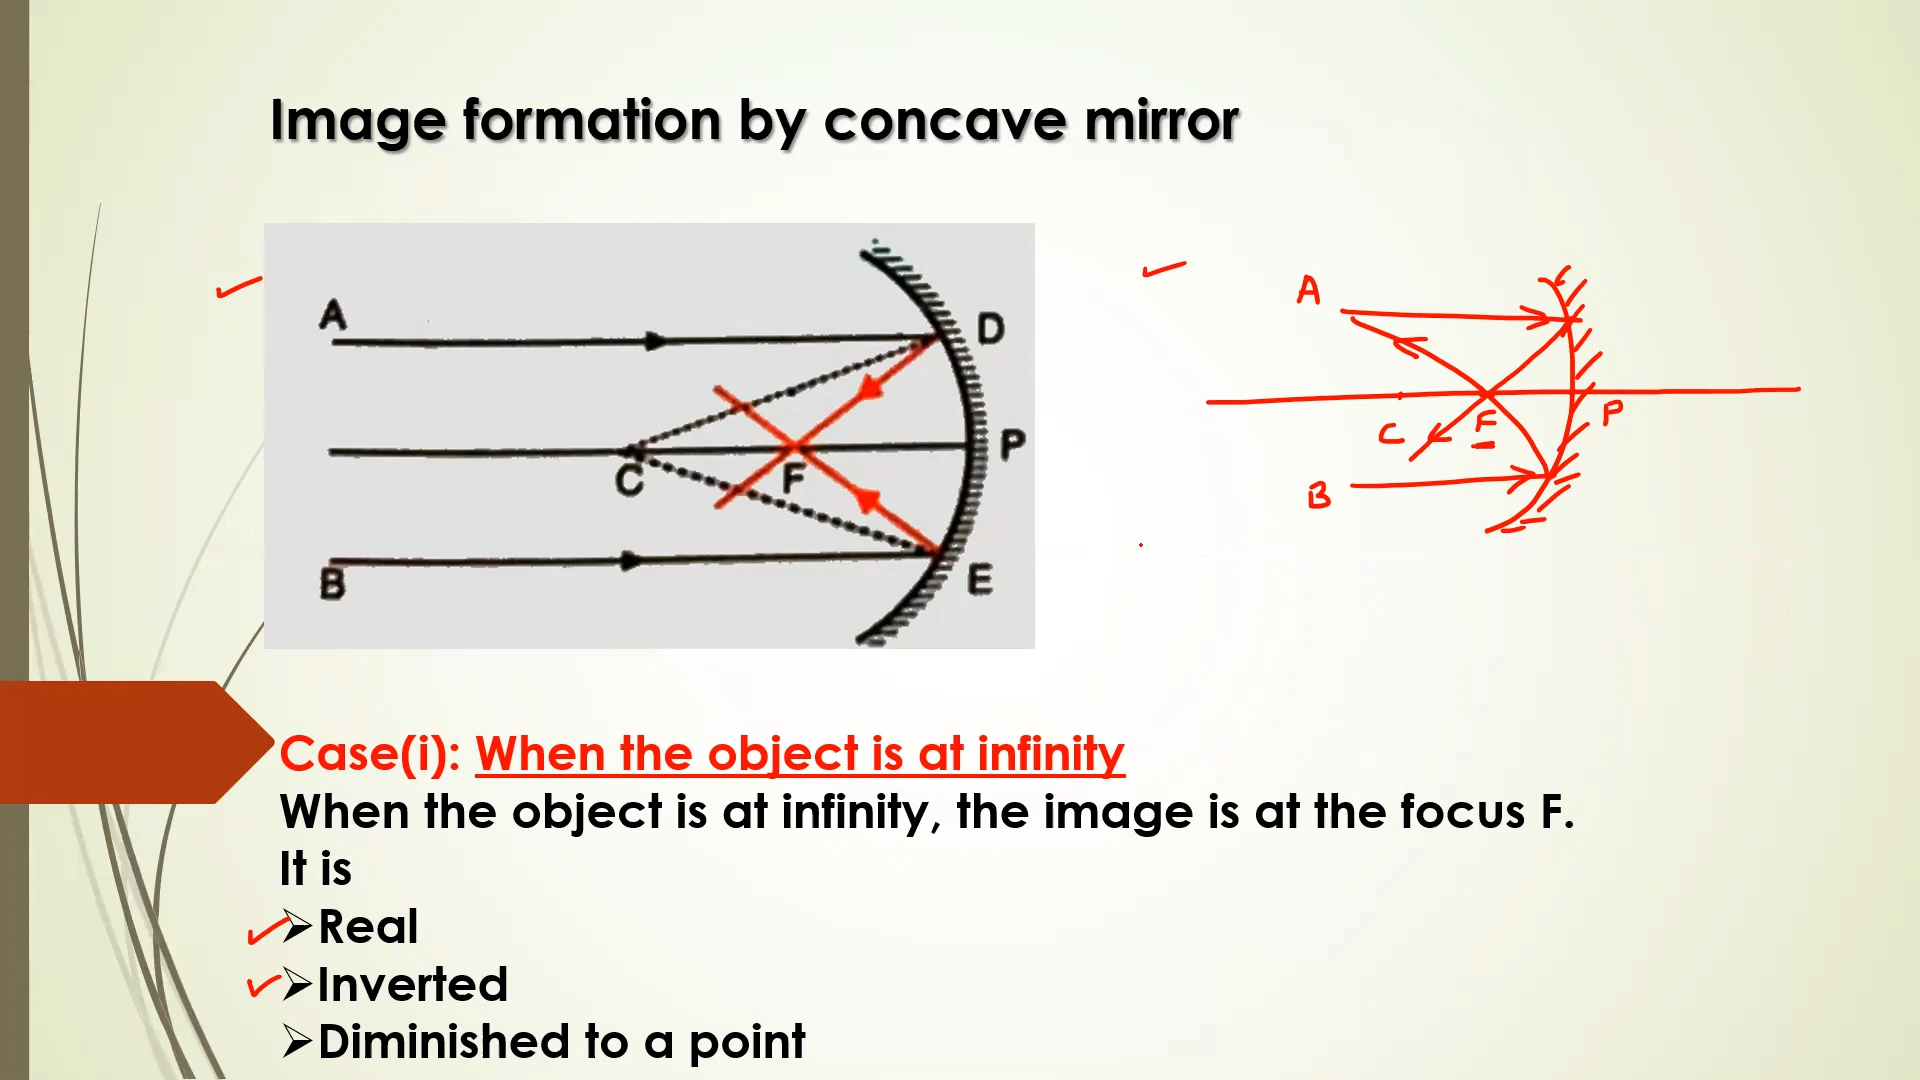 Image formation by concave mirror
A
D
C
F
P
B
E
A
C
F
P
B
Case(i): When the object is at infinity
When the object is at infinity, the image is at the focus F.
It is
➢Real
➢Inverted
➢Diminished to a point